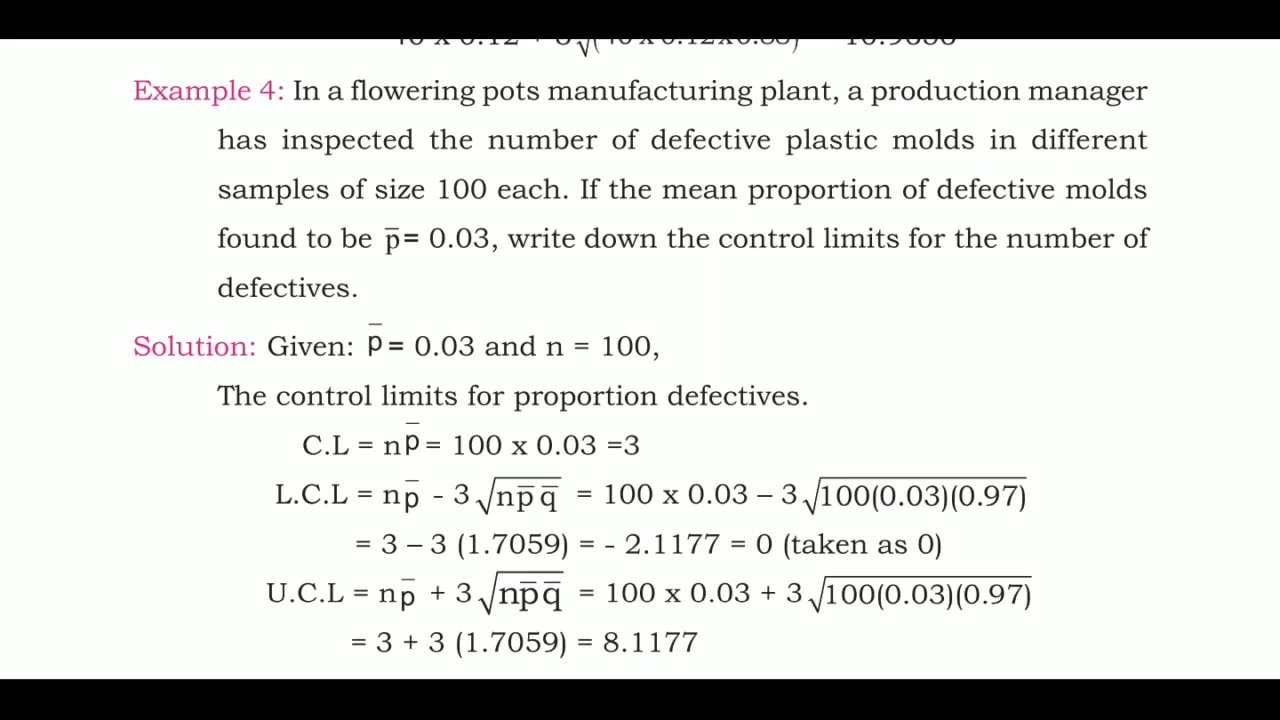 Example 4: In a flowering pots manufacturing plant, a production manager
has inspected the number of defective plastic molds in different
samples of size 100 each. If the mean proportion of defective molds
found to be p̅ = 0.03, write down the control limits for the number of
defectives.
Solution: Given: p̅ = 0.03 and n = 100,
The control limits for proportion defectives.
C.L = np̅ = 100 x 0.03 =3
L.C.L = np̅ - 3√(np̅ q̅) = 100 x 0.03 – 3√(100(0.03)(0.97))
= 3 – 3 (1.7059) = - 2.1177 = 0 (taken as 0)
U.C.L = np̅ + 3√(np̅ q̅) = 100 x 0.03 + 3√(100(0.03)(0.97))
= 3 + 3 (1.7059) = 8.1177